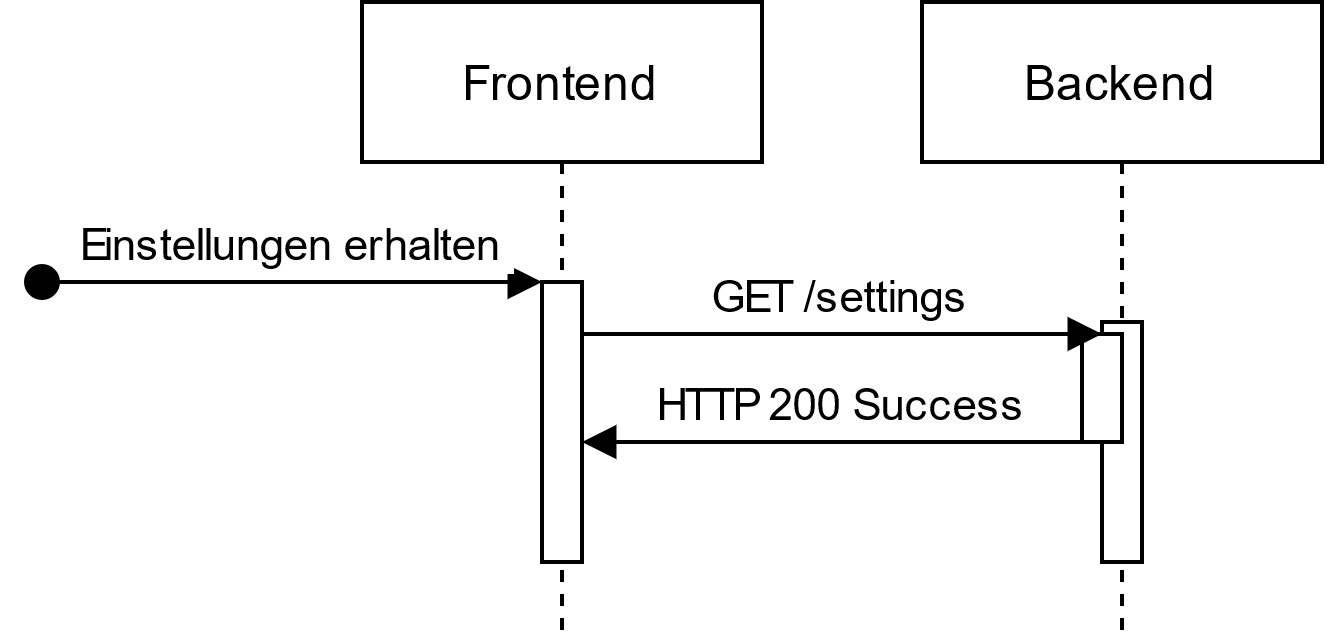 Frontend
Backend
Einstellungen erhalten
GET /settings
HTTP 200 Success